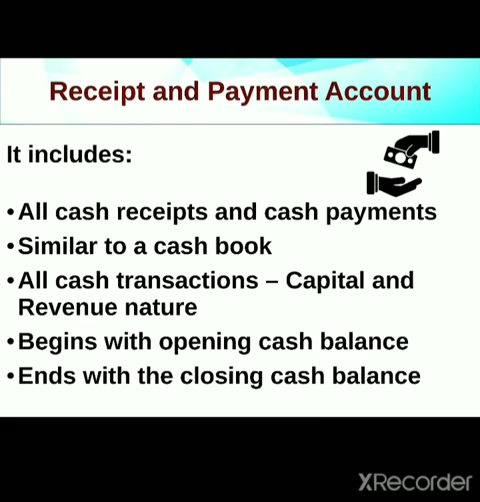 Receipt and Payment Account
It includes:
•All cash receipts and cash payments
•Similar to a cash book
•All cash transactions – Capital and
Revenue nature
•Begins with opening cash balance
•Ends with the closing cash balance
XRecorder